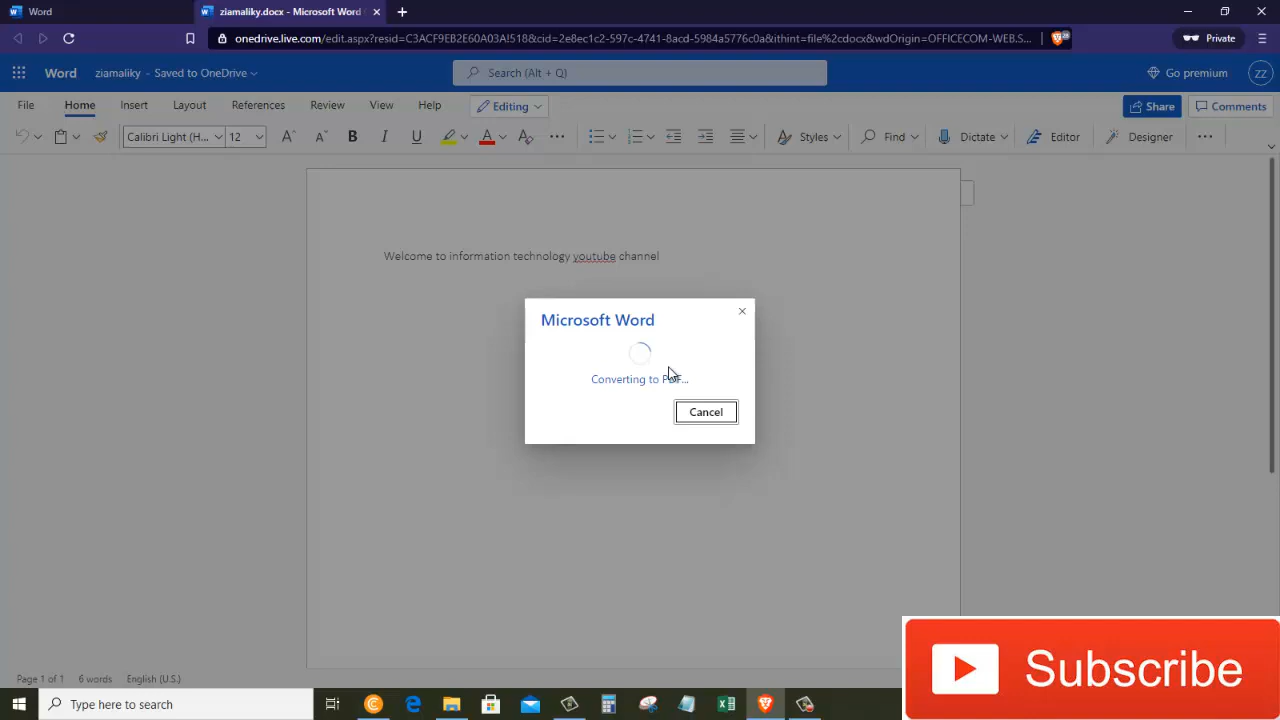 Word
ziamaliky.docx - Microsoft Word
onedrive.live.com/edit.aspx?resid=C3ACF9EB2E60A03A!518&cid=2e8ec1c2-597c-4741-8acd-5984a5776c0a&ithint=file%2cdocx&wdOrigin=OFFICECOM-WEB.S...
28
Private
Word
ziamaliky - Saved to OneDrive
Search (Alt + Q)
Go premium
ZZ
File
Home
Insert
Layout
References
Review
View
Help
Editing
Share
Comments
Calibri Light (H...
12
A
A
B
I
U
A
A
Styles
Find
Dictate
Editor
Designer
Welcome to information technology youtube channel
Microsoft Word
Converting to PDF...
Cancel
Page 1 of 1
6 words
English (U.S.)
Type here to search
Subscribe